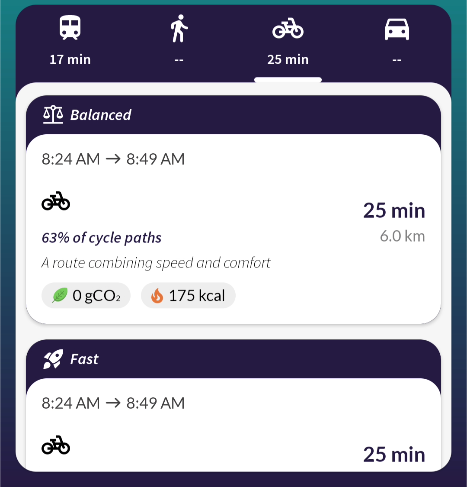 17 min
--
25 min
--
Balanced
8:24 AM → 8:49 AM
25 min
63% of cycle paths
6.0 km
A route combining speed and comfort
0 gCO₂
175 kcal
Fast
8:24 AM → 8:49 AM
25 min